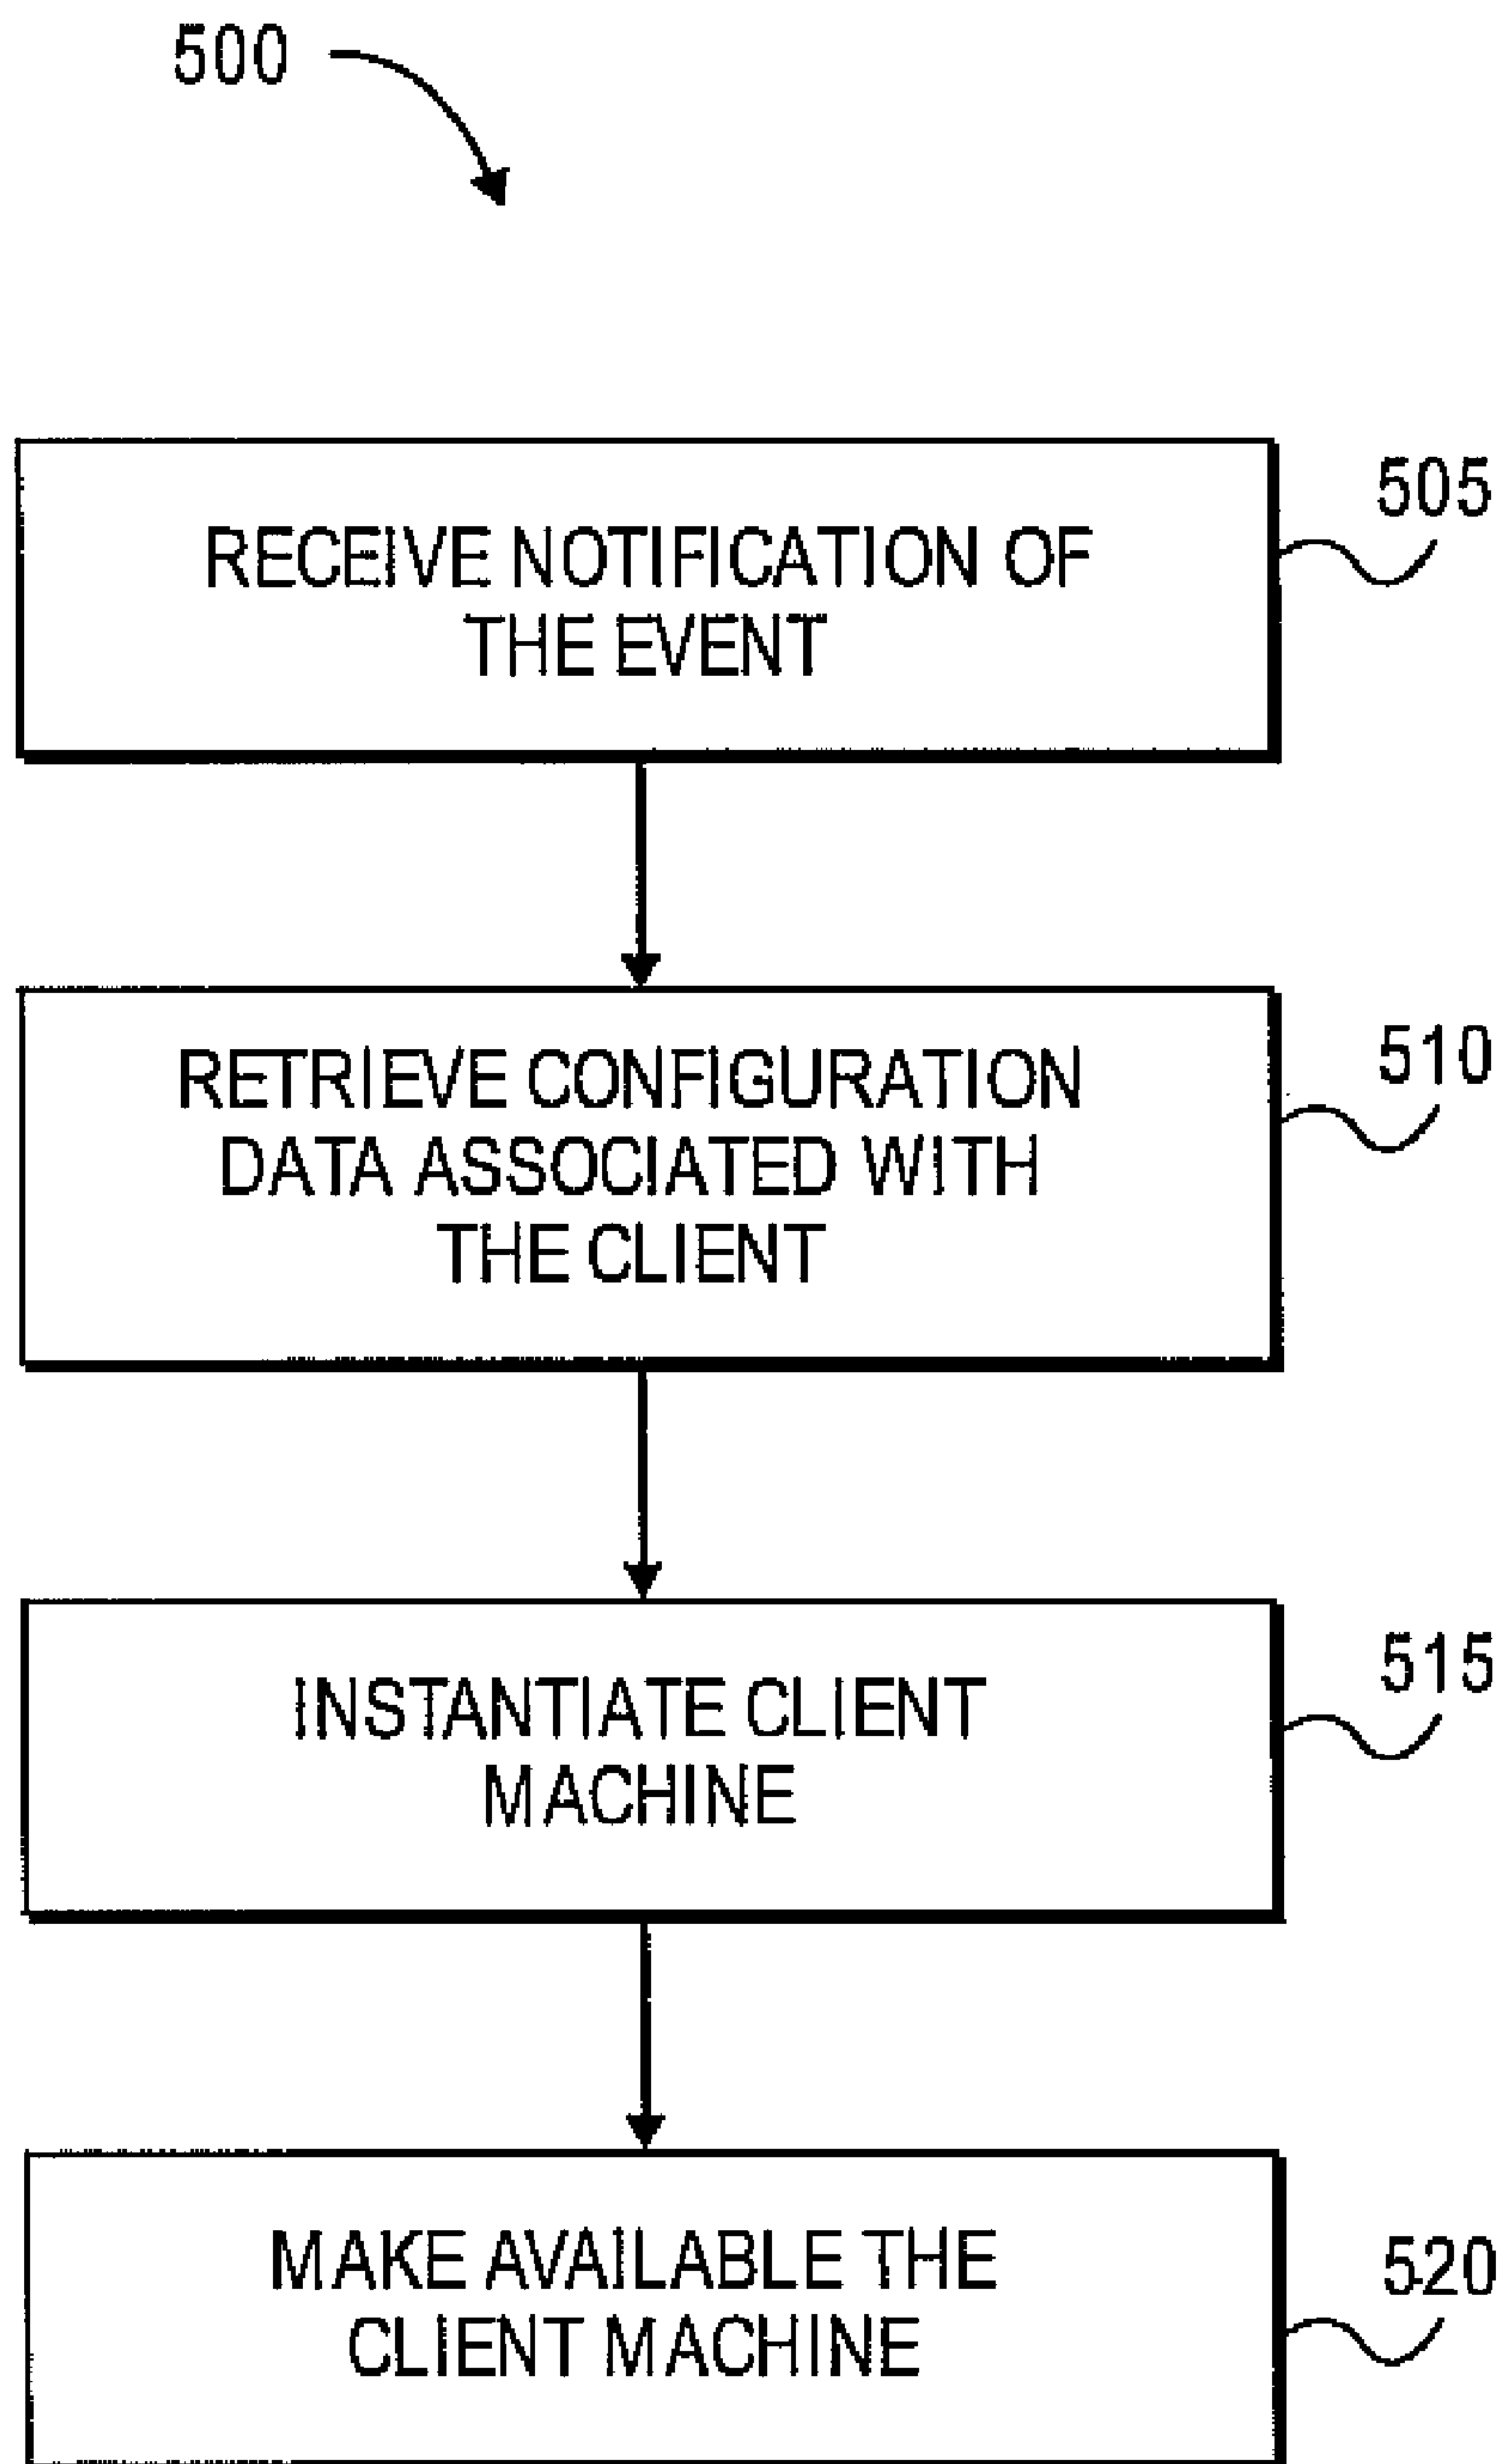 500
RECEIVE NOTIFICATION OF
THE EVENT
505
RETRIEVE CONFIGURATION
DATA ASSOCIATED WITH
THE CLIENT
510
INSTANTIATE CLIENT
MACHINE
515
MAKE AVAILABLE THE
CLIENT MACHINE
520